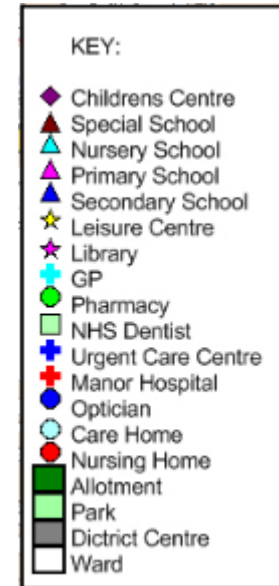 KEY:
Childrens Centre
Special School
Nursery School
Primary School
Secondary School
Leisure Centre
Library
GP
Pharmacy
NHS Dentist
Urgent Care Centre
Manor Hospital
Optician
Care Home
Nursing Home
Allotment
Park
Dictrict Centre
Ward